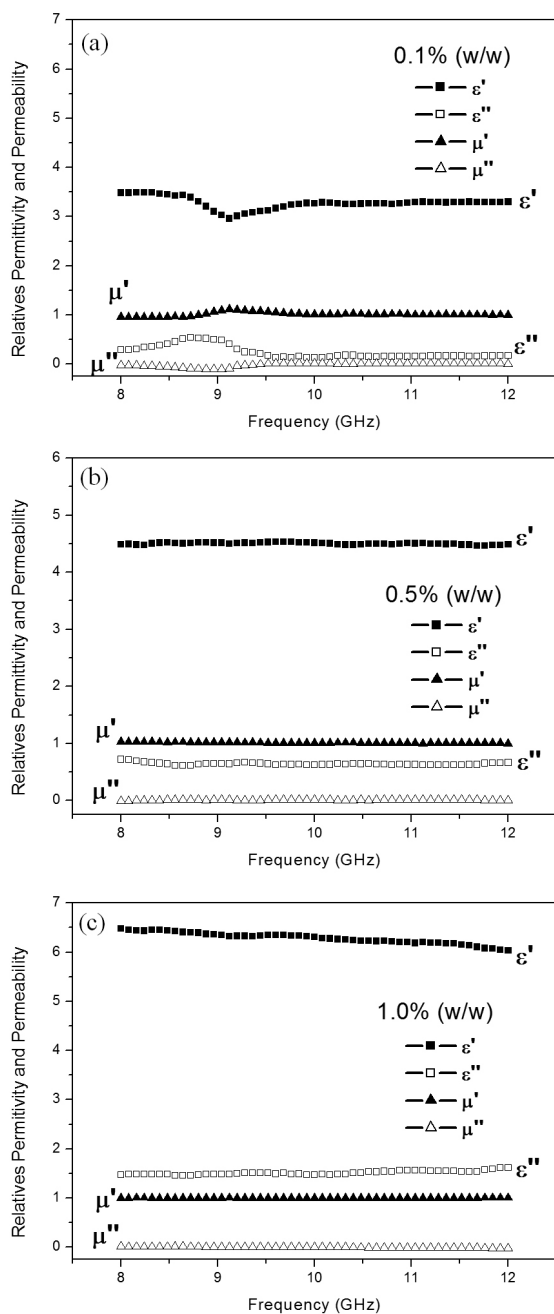 (a)
0.1% (w/w)
ε'
ε''
μ'
μ''
7
6
5
4
3
2
1
0
Relatives Permittivity and Permeability
ε'
μ'
ε''
μ''
8
9
10
11
12
Frequency (GHz)
(b)
0.5% (w/w)
ε'
ε''
μ'
μ''
6
5
4
3
2
1
0
Relatives Permittivity and Permeability
ε'
μ'
ε''
μ''
8
9
10
11
12
Frequency (GHz)
(c)
1.0% (w/w)
ε'
ε''
μ'
μ''
7
6
5
4
3
2
1
0
Relatives Permitivity and Permeability
ε'
ε''
μ'
μ''
8
9
10
11
12
Frequency (GHz)